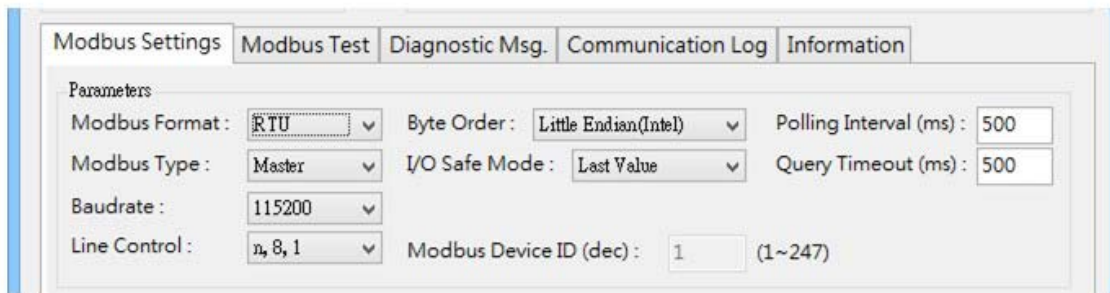 Modbus Settings Modbus Test Diagnostic Msg. Communication Log Information
Parameters
Modbus Format : RTU Byte Order : Little Endian(Intel) Polling Interval (ms) : 500
Modbus Type : Master I/O Safe Mode : Last Value Query Timeout (ms) : 500
Baudrate : 115200
Line Control : n, 8, 1 Modbus Device ID (dec) : 1 (1~247)